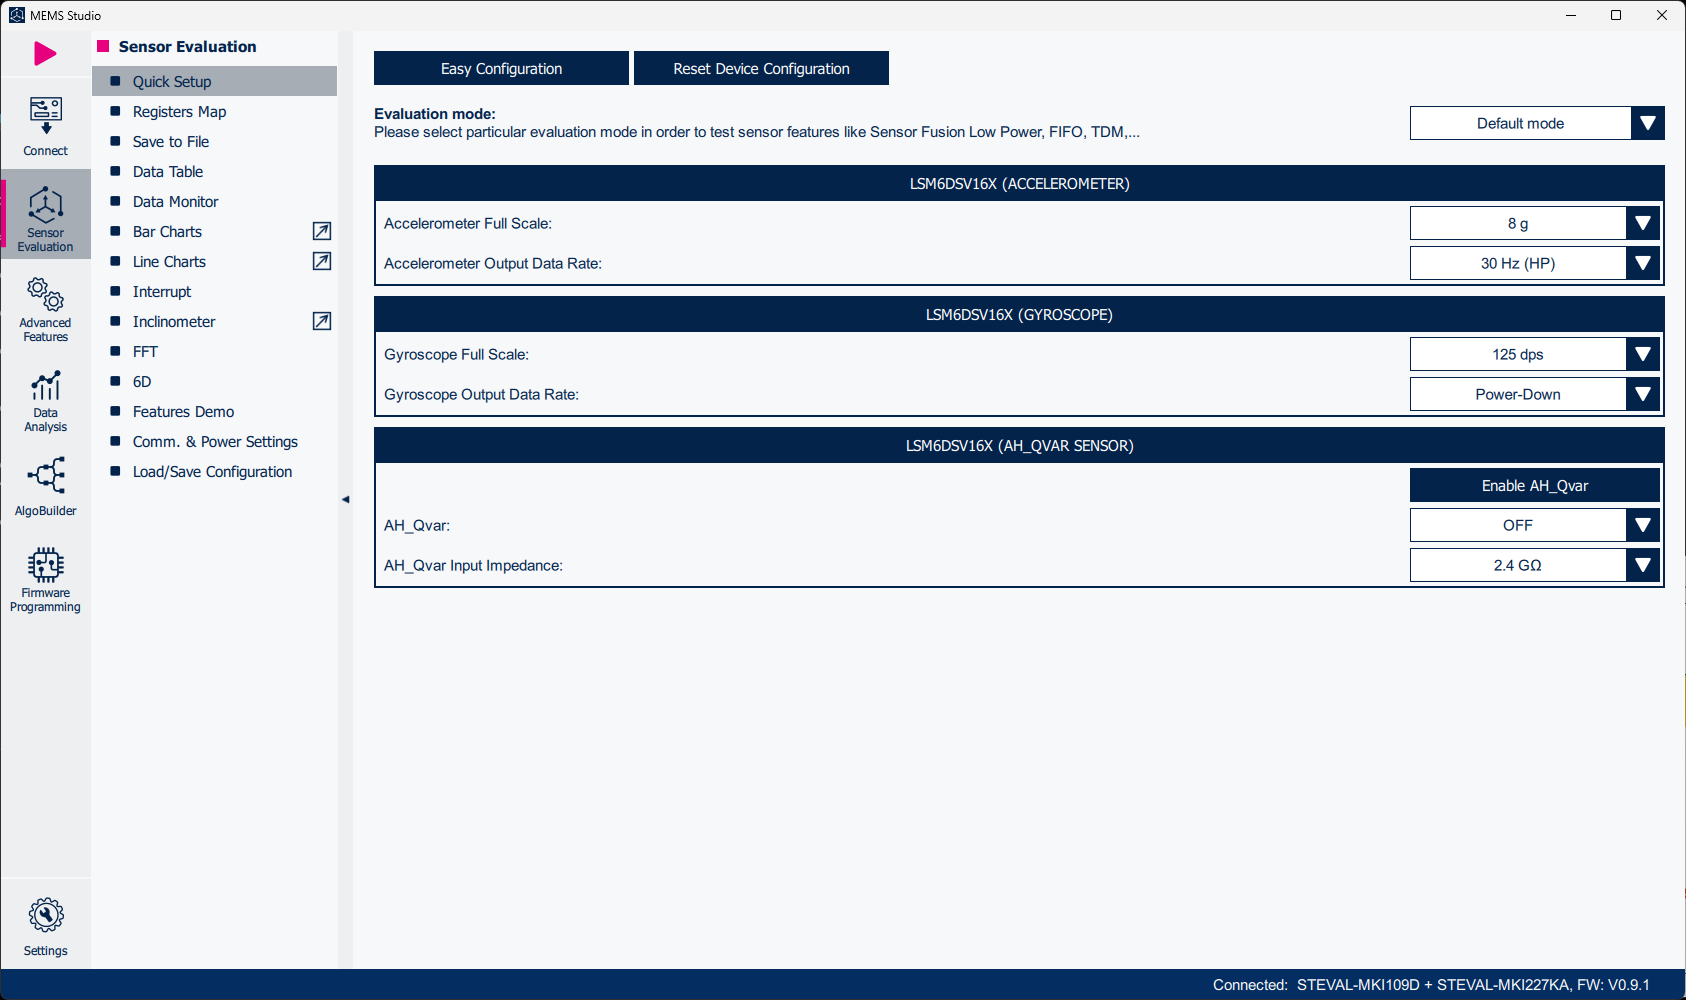 MEMS Studio
Connect
Sensor
Evaluation
Advanced
Features
Data
Analysis
AlgoBuilder
Firmware
Programming
Settings
Sensor Evaluation
Quick Setup
Registers Map
Save to File
Data Table
Data Monitor
Bar Charts
Line Charts
Interrupt
Inclinometer
FFT
6D
Features Demo
Comm. & Power Settings
Load/Save Configuration
Easy Configuration
Reset Device Configuration
Evaluation mode:
Please select particular evaluation mode in order to test sensor features like Sensor Fusion Low Power, FIFO, TDM,...
Default mode
LSM6DSV16X (ACCELEROMETER)
Accelerometer Full Scale:
8 g
Accelerometer Output Data Rate:
30 Hz (HP)
LSM6DSV16X (GYROSCOPE)
Gyroscope Full Scale:
125 dps
Gyroscope Output Data Rate:
Power-Down
LSM6DSV16X (AH_QVAR SENSOR)
Enable AH_Qvar
AH_Qvar:
OFF
AH_Qvar Input Impedance:
2.4 GΩ
Connected: STEVAL-MKI109D + STEVAL-MKI227KA, FW: V0.9.1